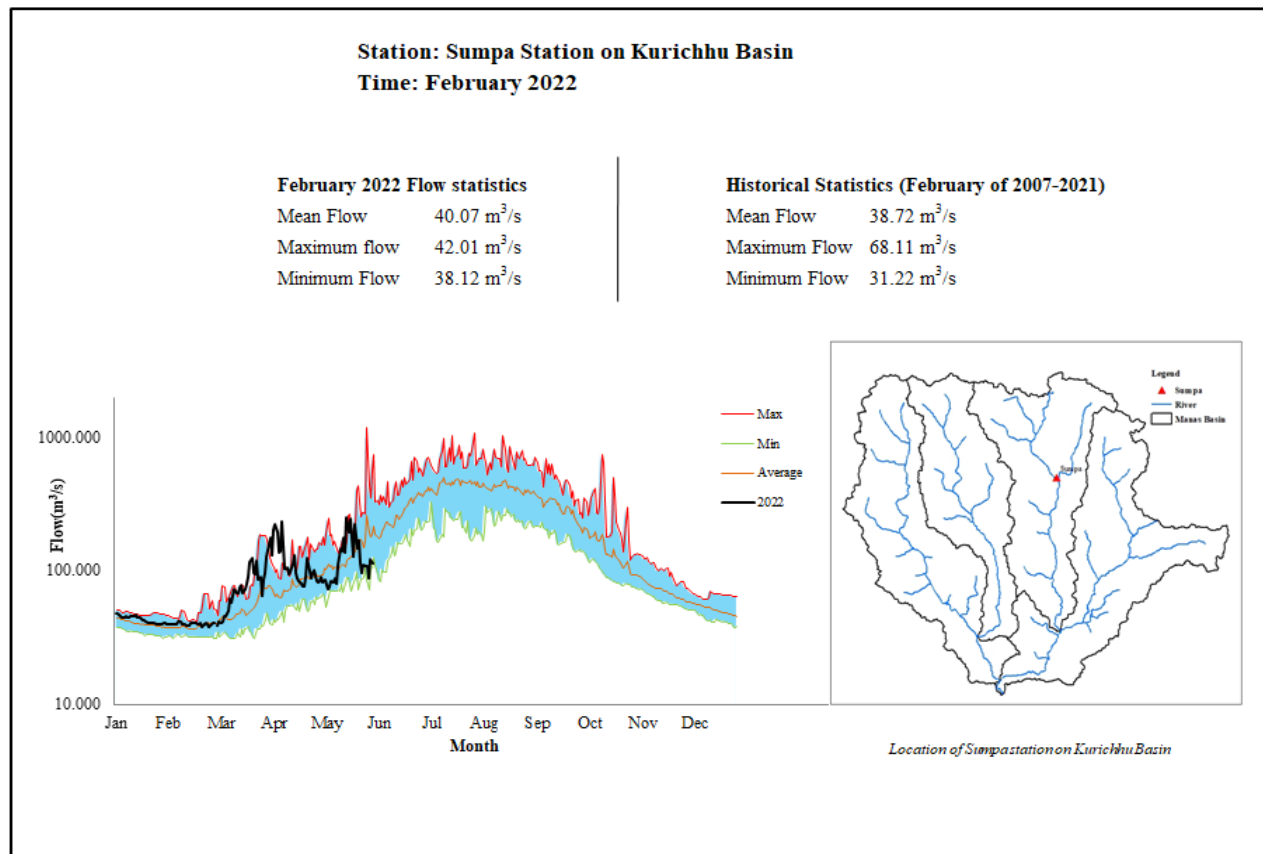 Station: Sumpa Station on Kurichhu Basin
Time: February 2022
February 2022 Flow statistics
Mean Flow 40.07 m³/s
Maximum flow 42.01 m³/s
Minimum Flow 38.12 m³/s
Historical Statistics (February of 2007-2021)
Mean Flow 38.72 m³/s
Maximum Flow 68.11 m³/s
Minimum Flow 31.22 m³/s
Flow(m³/s)
1000.000
100.000
10.000
Jan Feb Mar Apr May Jun Jul Aug Sep Oct Nov Dec
Month
Max
Min
Average
2022
Legend
Sumpa
River
Manas Basin
Sumpa
Location of Sumpa station on Kurichhu Basin